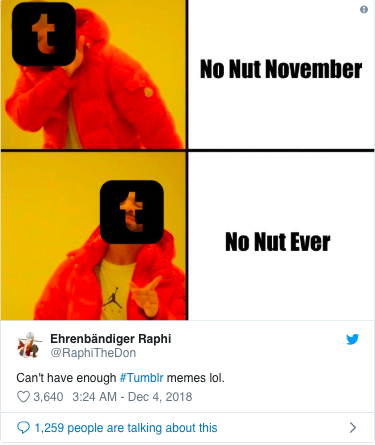 t
No Nut November
t
No Nut Ever
Ehrenbändiger Raphi
@RaphiTheDon
Can't have enough #Tumblr memes lol.
3,640 3:24 AM - Dec 4, 2018
1,259 people are talking about this